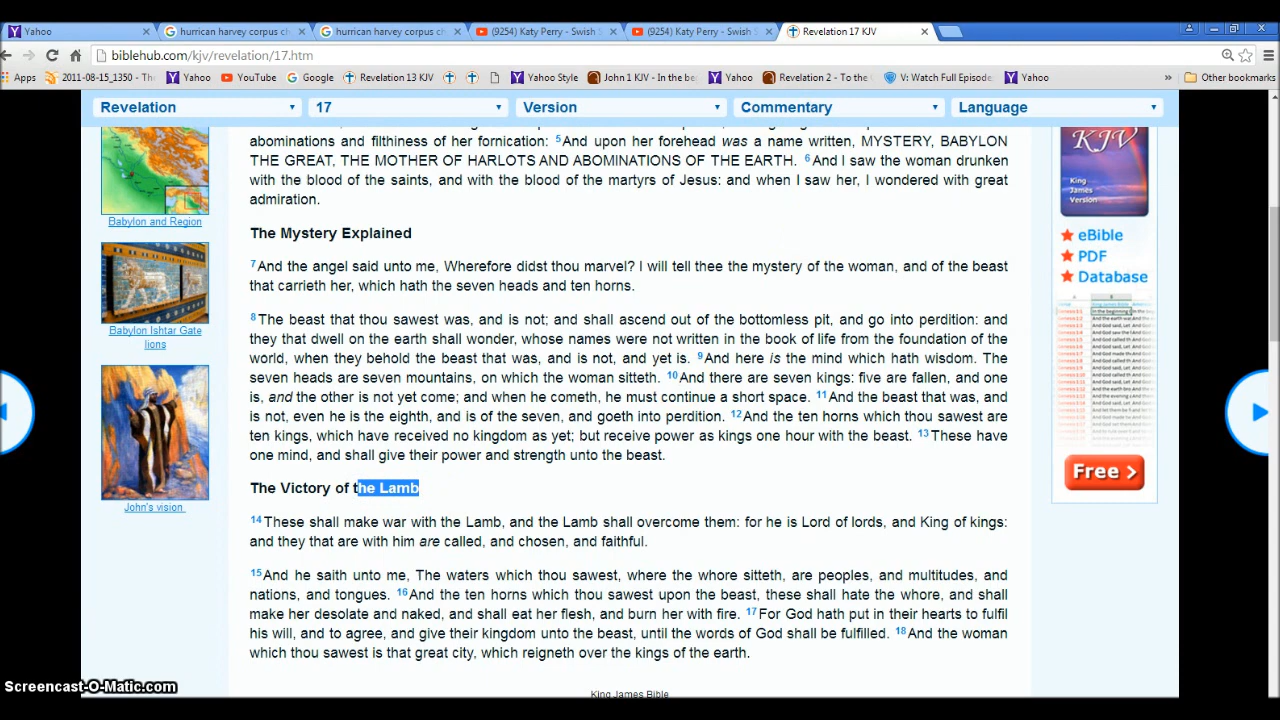 Yahoo
hurrican harvey corpus ch
hurrican harvey corpus ch
(9254) Katy Perry - Swish S
(9254) Katy Perry - Swish S
Revelation 17 KJV
biblehub.com/kjv/revelation/17.htm
Apps
2011-08-15_1350 - Th
Yahoo
YouTube
Google
Revelation 13 KJV
Yahoo Style
John 1 KJV - In the be
Yahoo
Revelation 2 - To the
V: Watch Full Episode
Yahoo
»
Other bookmarks
Revelation
17
Version
Commentary
Language
abominations and filthiness of her fornication: 5And upon her forehead was a name written, MYSTERY, BABYLON
THE GREAT, THE MOTHER OF HARLOTS AND ABOMINATIONS OF THE EARTH. 6And I saw the woman drunken
with the blood of the saints, and with the blood of the martyrs of Jesus: and when I saw her, I wondered with great
admiration.
The Mystery Explained
7And the angel said unto me, Wherefore didst thou marvel? I will tell thee the mystery of the woman, and of the beast
that carrieth her, which hath the seven heads and ten horns.
8The beast that thou sawest was, and is not; and shall ascend out of the bottomless pit, and go into perdition: and
they that dwell on the earth shall wonder, whose names were not written in the book of life from the foundation of the
world, when they behold the beast that was, and is not, and yet is. 9And here is the mind which hath wisdom. The
seven heads are seven mountains, on which the woman sitteth. 10And there are seven kings: five are fallen, and one
is, and the other is not yet come; and when he cometh, he must continue a short space. 11And the beast that was, and
is not, even he is the eighth, and is of the seven, and goeth into perdition. 12And the ten horns which thou sawest are
ten kings, which have received no kingdom as yet; but receive power as kings one hour with the beast. 13These have
one mind, and shall give their power and strength unto the beast.
The Victory of the Lamb
14These shall make war with the Lamb, and the Lamb shall overcome them: for he is Lord of lords, and King of kings:
and they that are with him are called, and chosen, and faithful.
15And he saith unto me, The waters which thou sawest, where the whore sitteth, are peoples, and multitudes, and
nations, and tongues. 16And the ten horns which thou sawest upon the beast, these shall hate the whore, and shall
make her desolate and naked, and shall eat her flesh, and burn her with fire. 17For God hath put in their hearts to fulfil
his will, and to agree, and give their kingdom unto the beast, until the words of God shall be fulfilled. 18And the woman
which thou sawest is that great city, which reigneth over the kings of the earth.
King James Bible
Babylon and Region
Babylon Ishtar Gate
lions
John's vision
KJV
King
James
Version
eBible
PDF
Database
Free >
Screencast-O-Matic.com